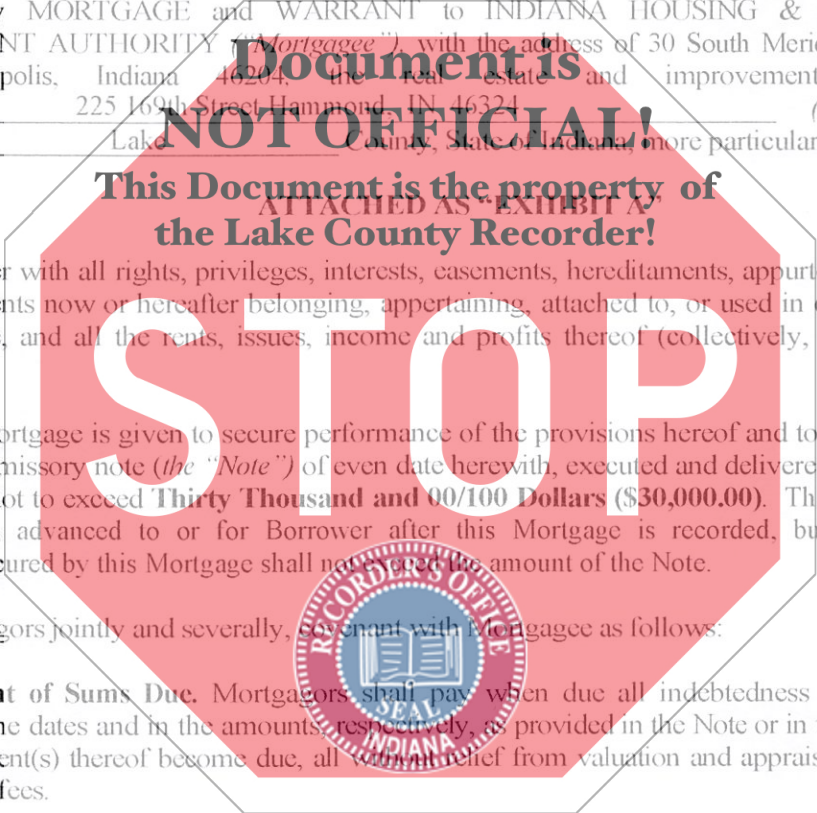 MORTGAGE and WARRANT to INDIANA HOUSING &
NT AUTHORITY ("Mortgagee"), with the address of 30 South Meri
polis, Indiana 46204, the real estate and improvement
225 169th Street Hammond, IN 46324 (
Lake County, State of Indiana, more particular
Document is
NOT OFFICIAL!
This Document is the property of
the Lake County Recorder!
ATTACHED AS "EXHIBIT A"
r with all rights, privileges, interests, easements, hereditaments, appurt
nts now or hereafter belonging, appertaining, attached to, or used in
, and all the rents, issues, income and profits thereof (collectively,
STOP
ortgage is given to secure performance of the provisions hereof and to
missory note (the "Note") of even date herewith, executed and delivere
ot to exceed Thirty Thousand and 00/100 Dollars ($30,000.00). Th
advanced to or for Borrower after this Mortgage is recorded, bu
cured by this Mortgage shall not exceed the amount of the Note.
RECORDER'S OFFICE
SEAL
INDIANA
gors jointly and severally, covenant with Mortgagee as follows:
t of Sums Due. Mortgagors shall pay when due all indebtedness
e dates and in the amounts, respectively, as provided in the Note or in
ent(s) thereof become due, all without relief from valuation and apprais
fees.